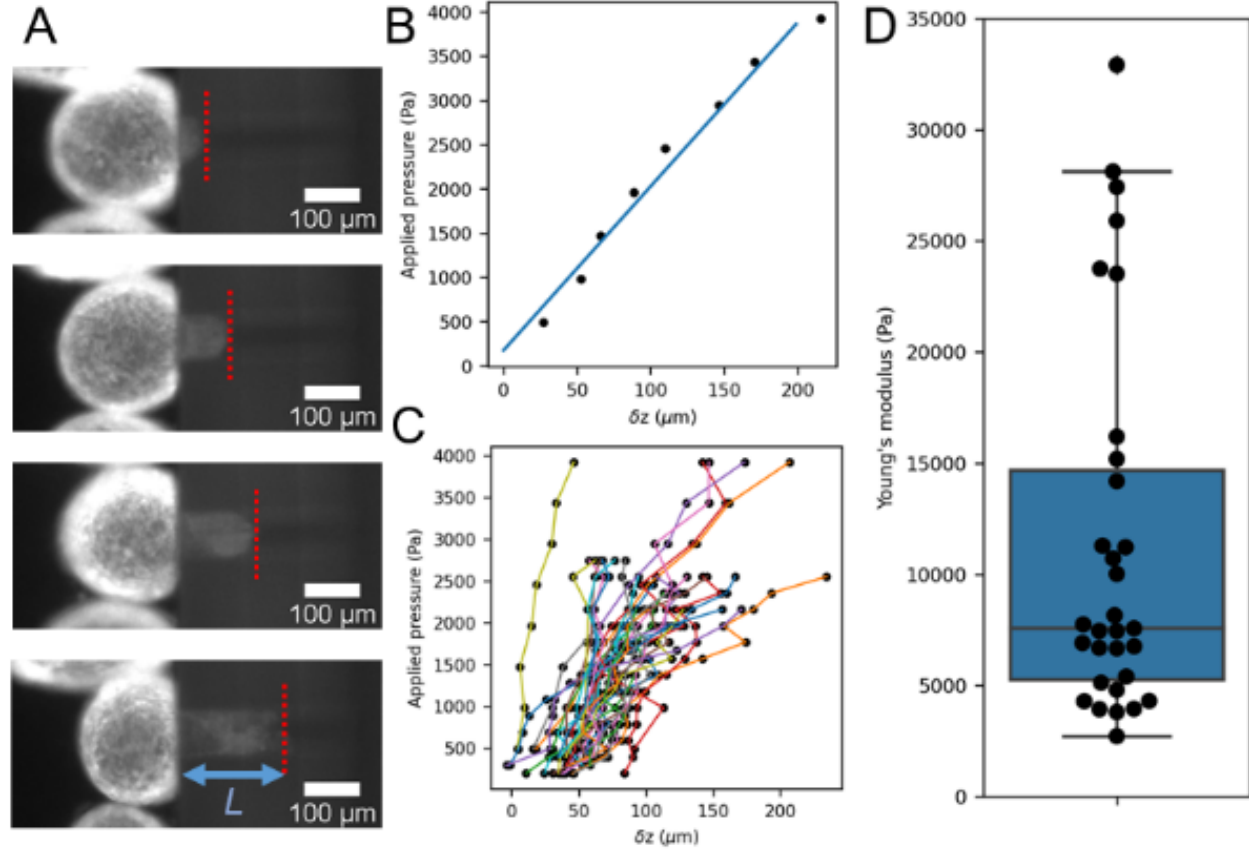 A
100 µm
100 µm
100 µm
L
100 µm
B
Applied pressure (Pa)
4000
3500
3000
2500
2000
1500
1000
500
0
0 50 100 150 200
δz (µm)
C
Applied pressure (Pa)
4000
3500
3000
2500
2000
1500
1000
500
0 50 100 150 200
δz (µm)
D
Young's modulus (Pa)
35000
30000
25000
20000
15000
10000
5000
0